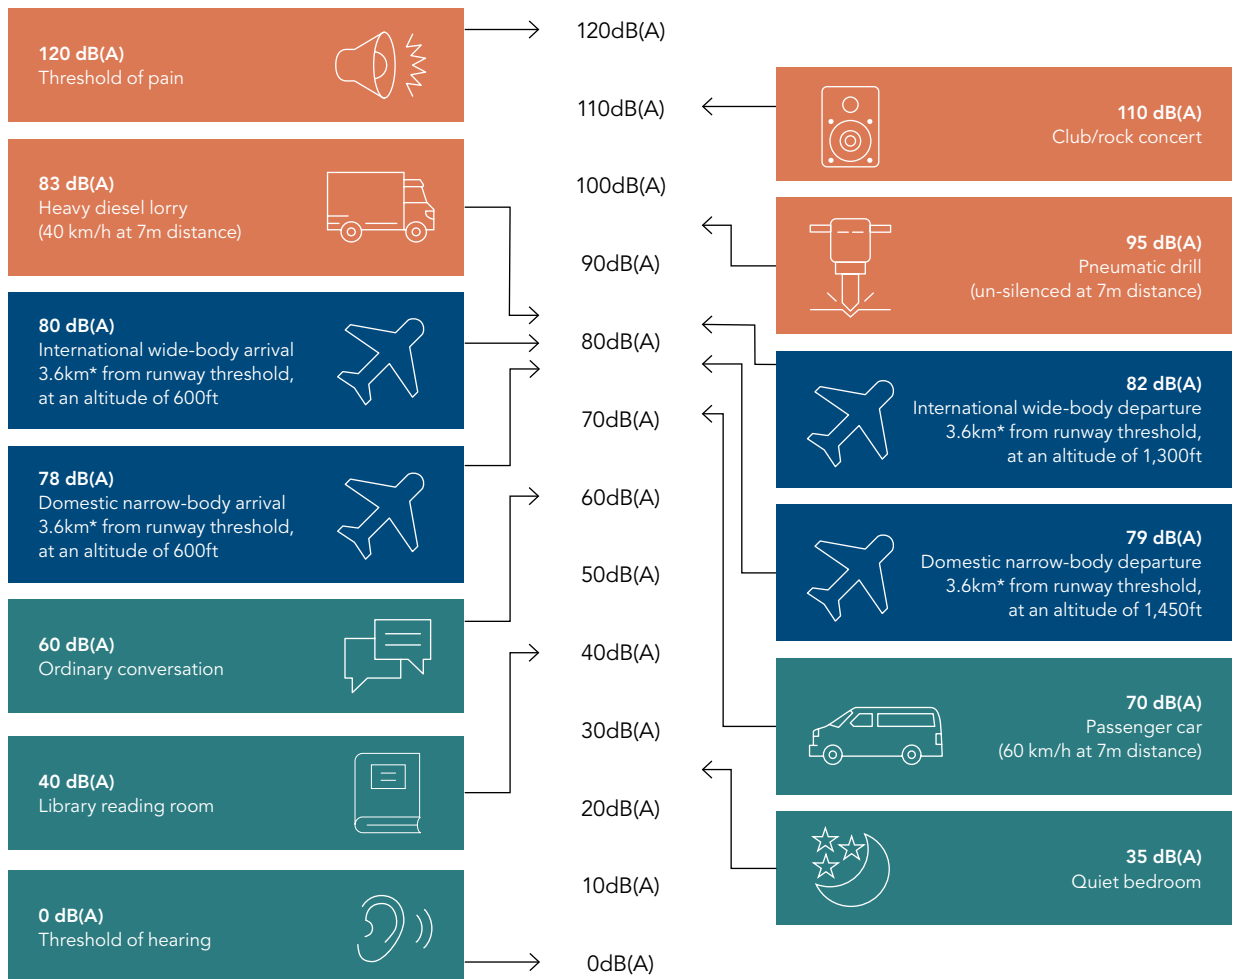 120 dB(A)
Threshold of pain
83 dB(A)
Heavy diesel lorry
(40 km/h at 7m distance)
80 dB(A)
International wide-body arrival
3.6km* from runway threshold,
at an altitude of 600ft
78 dB(A)
Domestic narrow-body arrival
3.6km* from runway threshold,
at an altitude of 600ft
60 dB(A)
Ordinary conversation
40 dB(A)
Library reading room
0 dB(A)
Threshold of hearing
120dB(A)
110dB(A)
100dB(A)
90dB(A)
80dB(A)
70dB(A)
60dB(A)
50dB(A)
40dB(A)
30dB(A)
20dB(A)
10dB(A)
0dB(A)
110 dB(A)
Club/rock concert
95 dB(A)
Pneumatic drill
(un-silenced at 7m distance)
82 dB(A)
International wide-body departure
3.6km* from runway threshold,
at an altitude of 1,300ft
79 dB(A)
Domestic narrow-body departure
3.6km* from runway threshold,
at an altitude of 1,450ft
70 dB(A)
Passenger car
(60 km/h at 7m distance)
35 dB(A)
Quiet bedroom